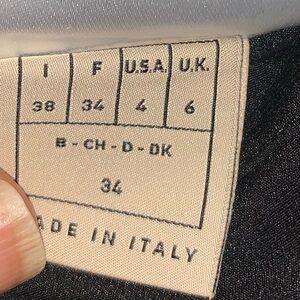 I F U.S.A. U.K.
38 34 4 6
B - CH - D - DK
34
ADE IN ITALY